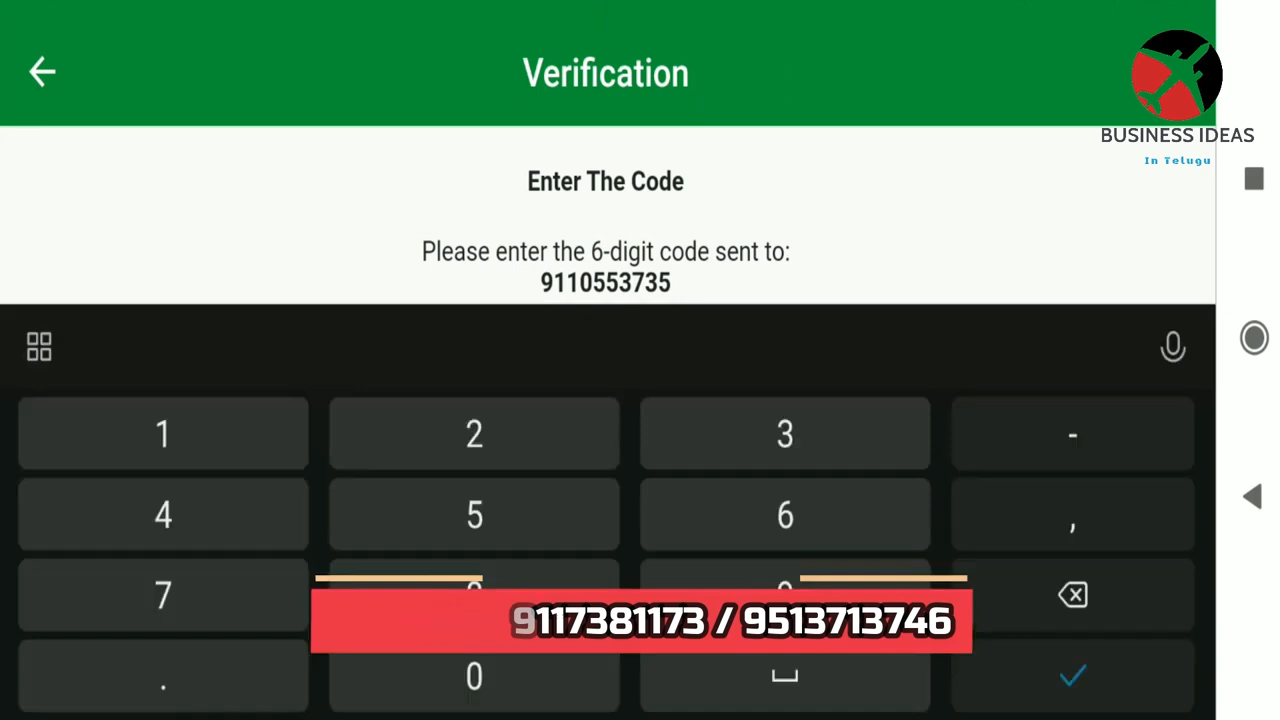 Verification
BUSINESS IDEAS
In Telugu
Enter The Code
Please enter the 6-digit code sent to:
9110553735
1 2 3 -
4 5 6 ,
7
9117381173 / 9513713746
. 0